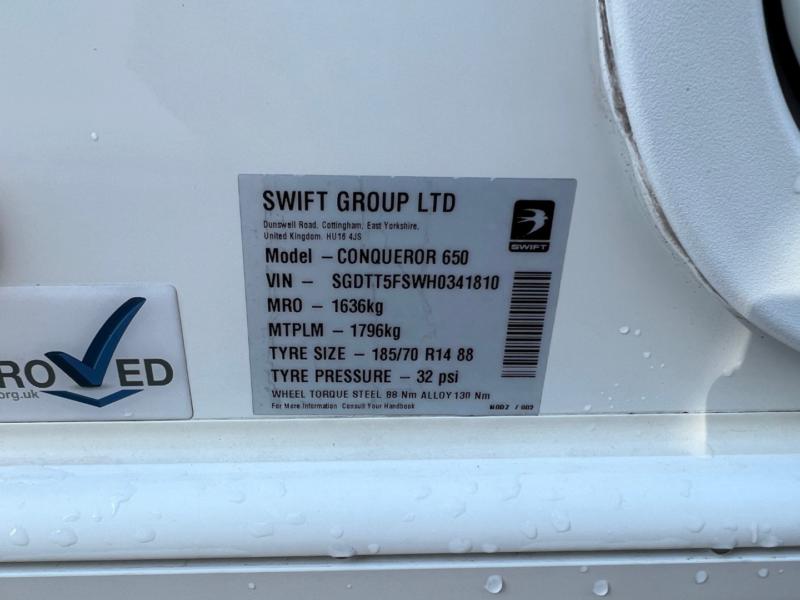 SWIFT GROUP LTD
Dunswell Road, Cottingham, East Yorkshire,
United Kingdom. HU16 4JS
SWIFT
Model – CONQUEROR 650
VIN – SGDTT5FSWH0341810
MRO – 1636kg
MTPLM – 1796kg
TYRE SIZE – 185/70 R14 88
TYRE PRESSURE – 32 psi
WHEEL TORQUE STEEL 88 Nm ALLOY 130 Nm
For More Information Consult Your Handbook
ROVED
org.uk